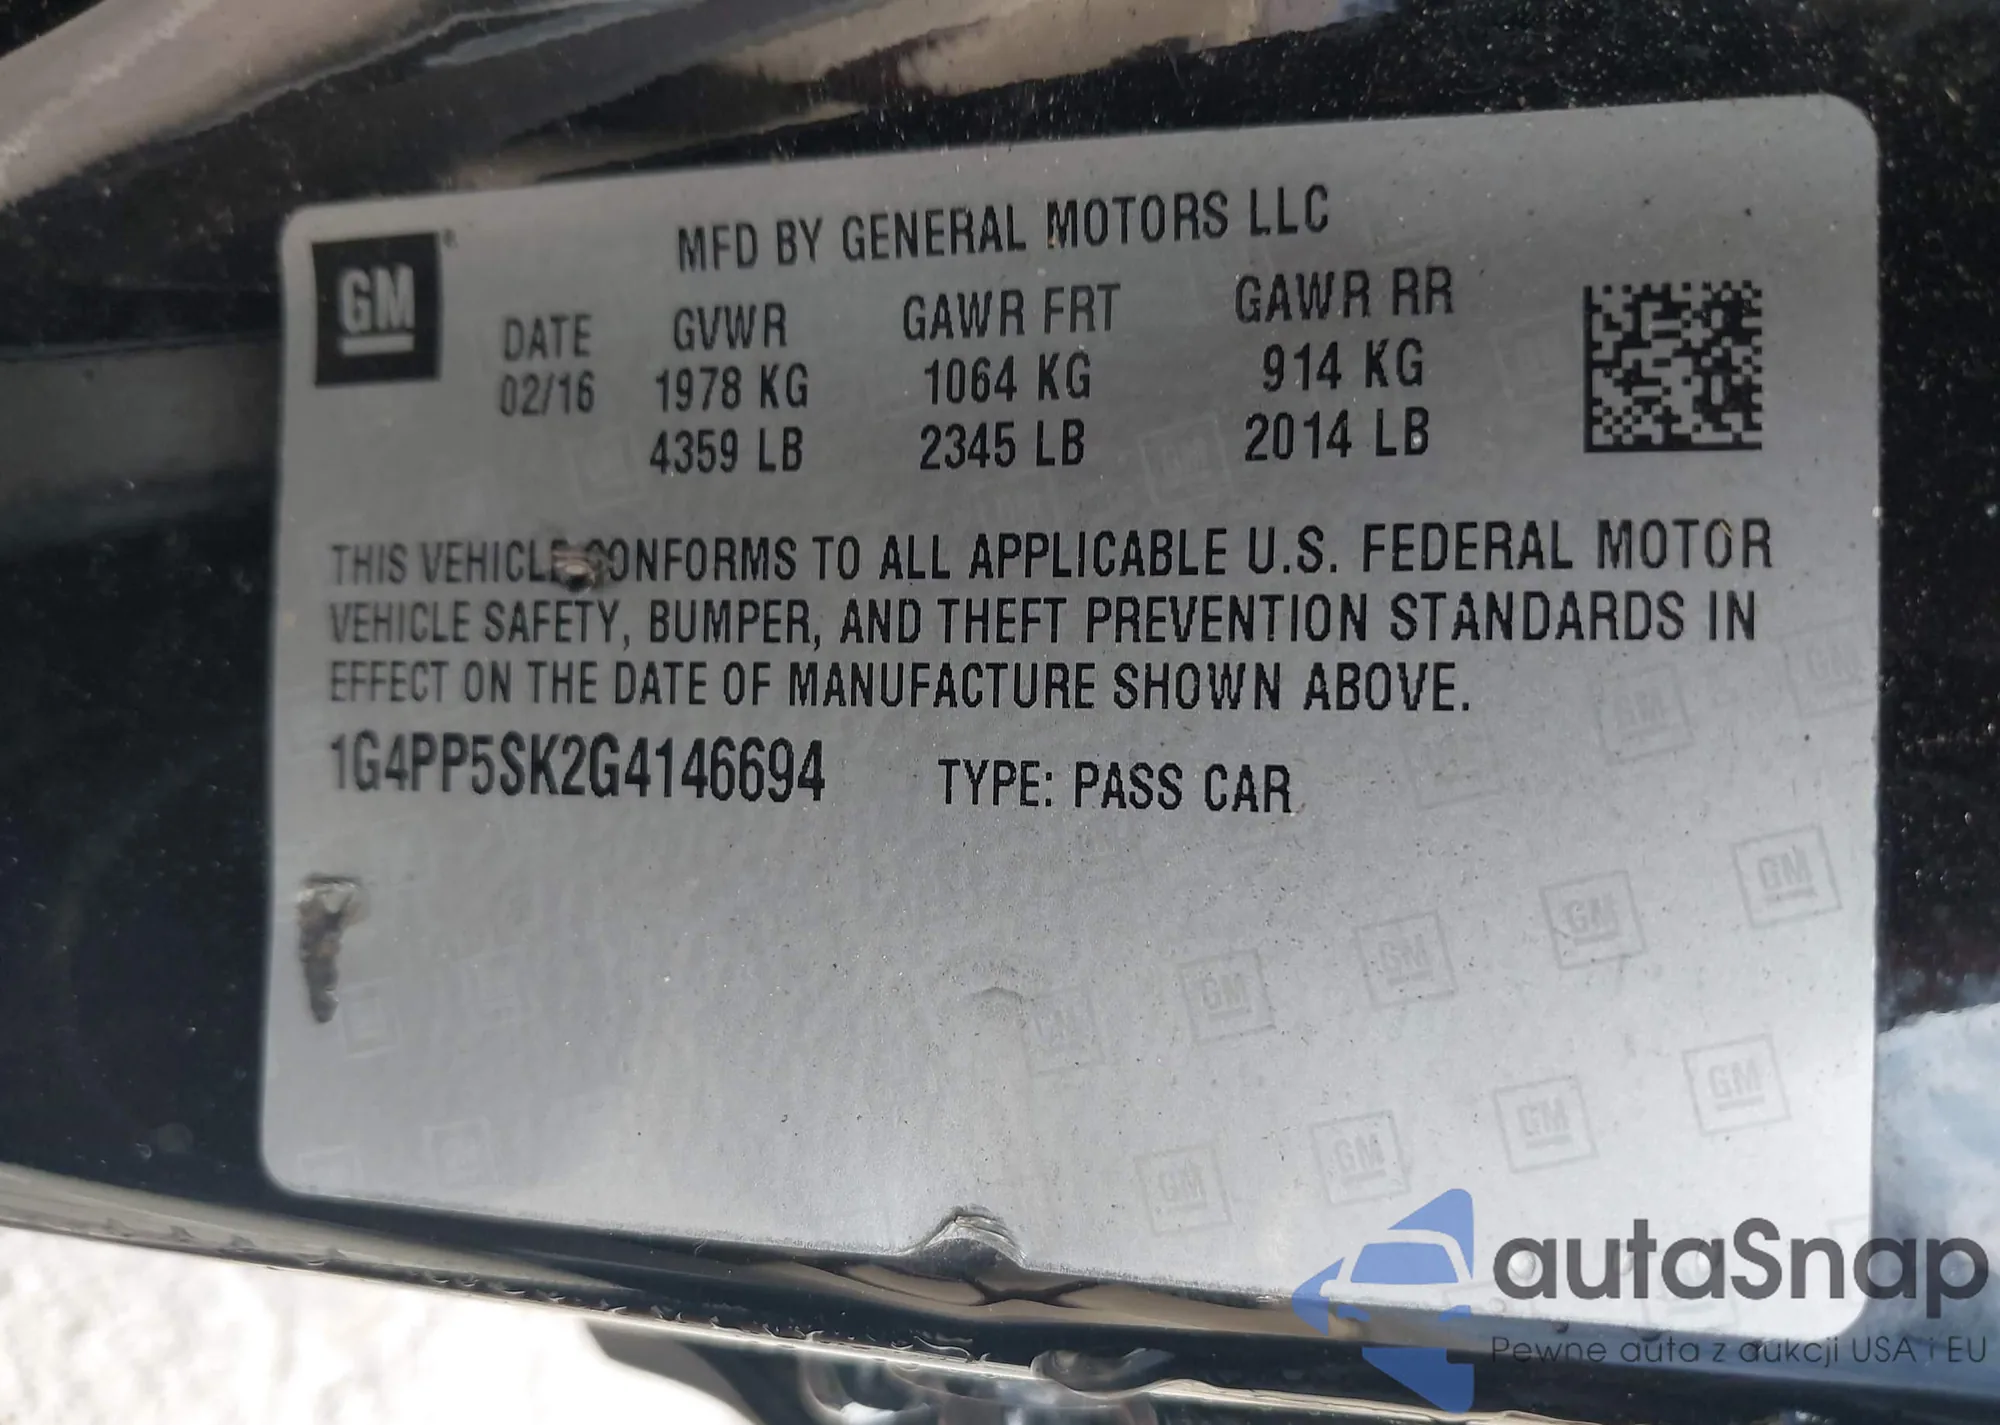 GM
MFD BY GENERAL MOTORS LLC
DATE GVWR GAWR FRT GAWR RR
02/16 1978 KG 1064 KG 914 KG
4359 LB 2345 LB 2014 LB
THIS VEHICLE CONFORMS TO ALL APPLICABLE U.S. FEDERAL MOTOR
VEHICLE SAFETY, BUMPER, AND THEFT PREVENTION STANDARDS IN
EFFECT ON THE DATE OF MANUFACTURE SHOWN ABOVE.
1G4PP5SK2G4146694 TYPE: PASS CAR
autaSnap
Pewne auta z aukcji USA i EU